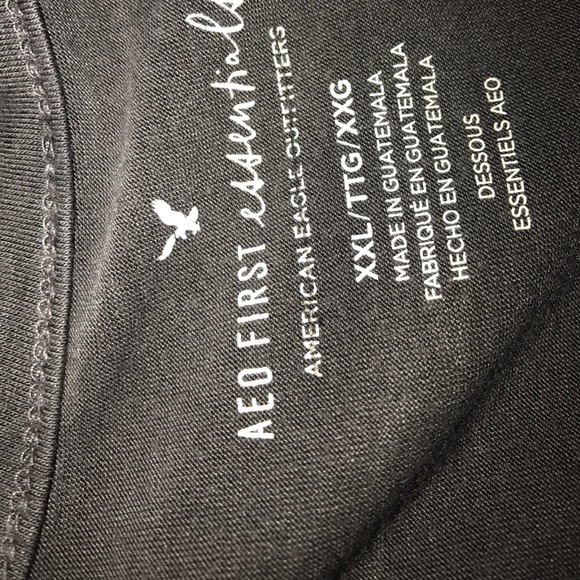 AEO FIRST essentials
AMERICAN EAGLE OUTFITTERS
XXL/TTG/XXG
MADE IN GUATEMALA
FABRIQUÉ EN GUATEMALA
HECHO EN GUATEMALA
DESSOUS
ESSENTIELS AEO